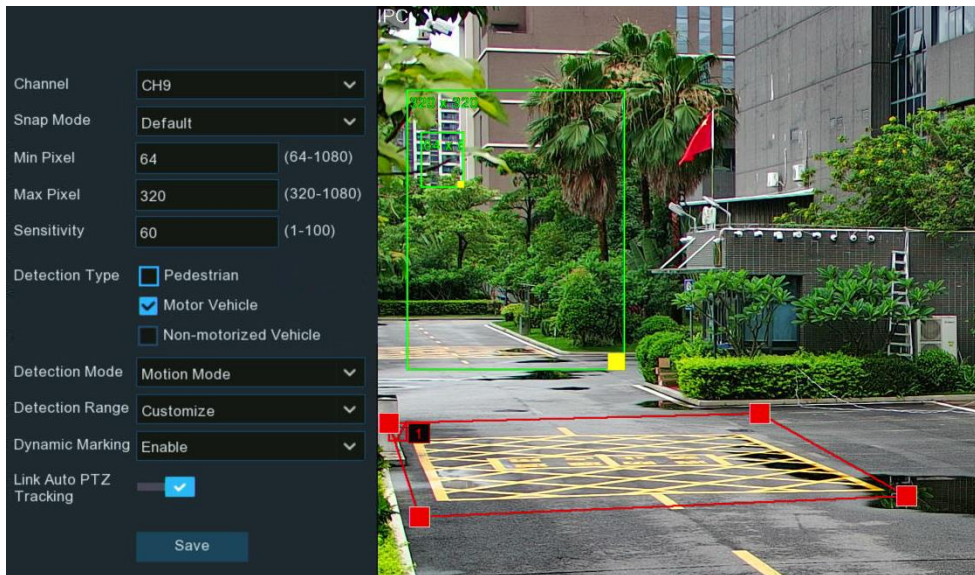 IPC
Channel
CH9
Snap Mode
Default
Min Pixel
64
(64-1080)
Max Pixel
320
(320-1080)
Sensitivity
60
(1-100)
Detection Type
Pedestrian
Motor Vehicle
Non-motorized Vehicle
Detection Mode
Motion Mode
Detection Range
Customize
Dynamic Marking
Enable
Link Auto PTZ
Tracking
Save
320 x 320
1